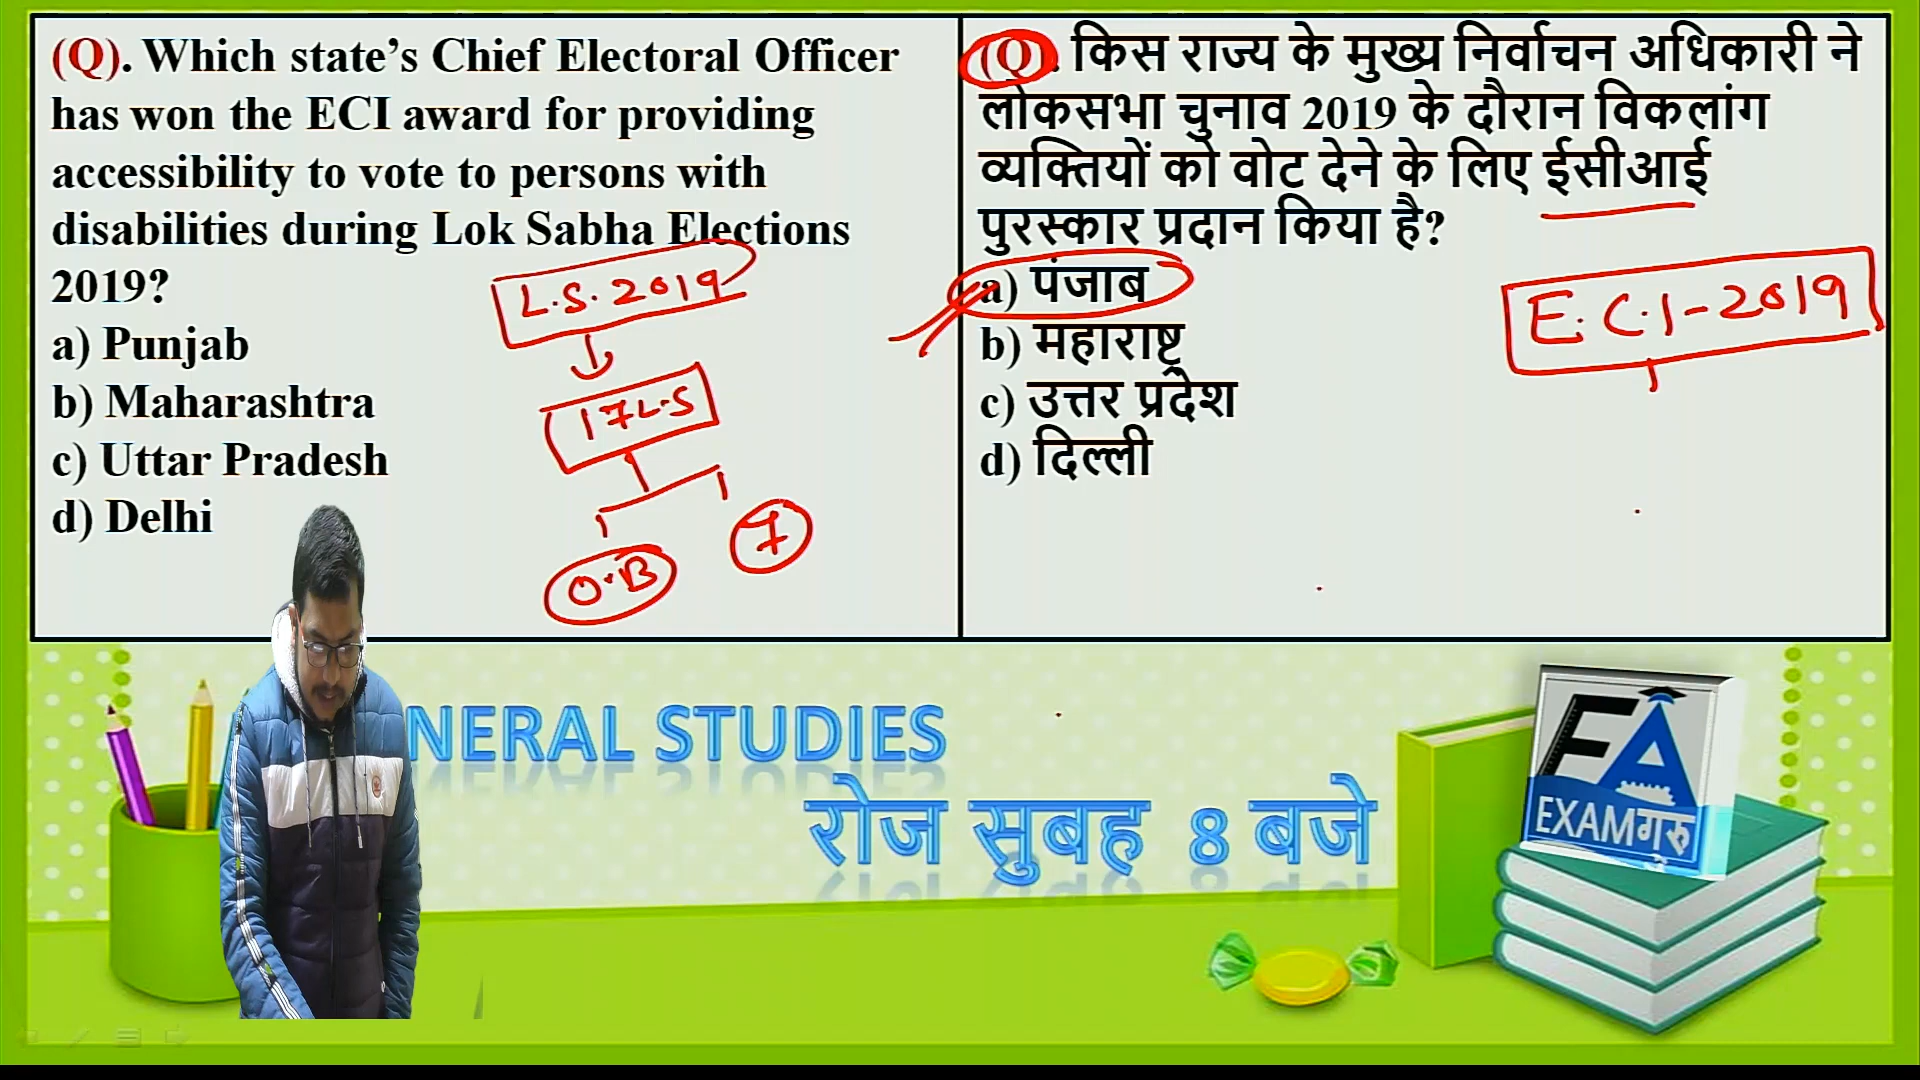 (Q). Which state’s Chief Electoral Officer
has won the ECI award for providing
accessibility to vote to persons with
disabilities during Lok Sabha Elections
2019?
a) Punjab
b) Maharashtra
c) Uttar Pradesh
d) Delhi
L.S. 2019
17 L.S
O.B
7
(Q). किस राज्य के मुख्य निर्वाचन अधिकारी ने
लोकसभा चुनाव 2019 के दौरान विकलांग
व्यक्तियों को वोट देने के लिए ईसीआई
पुरस्कार प्रदान किया है?
a) पंजाब
b) महाराष्ट्र
c) उत्तर प्रदेश
d) दिल्ली
E.C.I-2019
NERAL STUDIES
रोज सुबह 8 बजे
EXAMगुरु